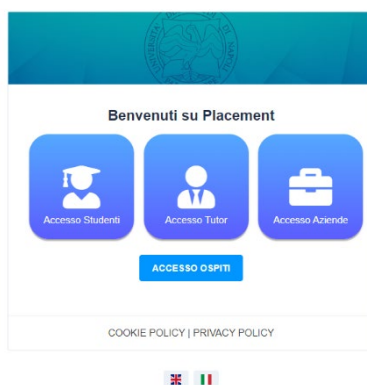 Benvenuti su Placement
Accesso Studenti
Accesso Tutor
Accesso Aziende
ACCESSO OSPITI
COOKIE POLICY | PRIVACY POLICY